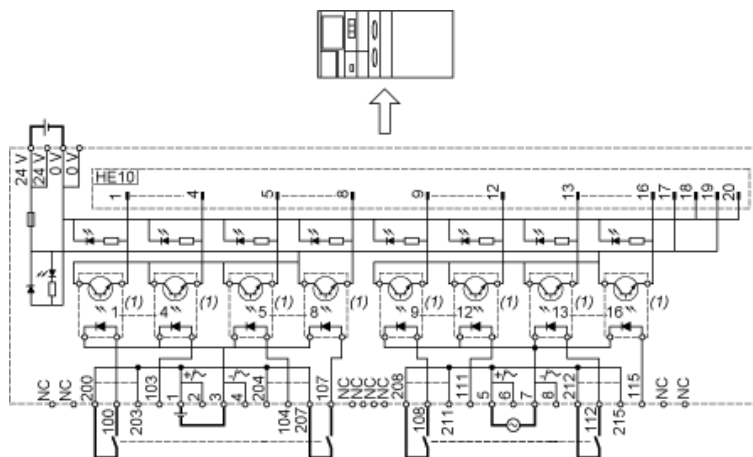 24 V
24 V
0 V
0 V
HE10
1 4 5 8 9 12 13 16 17 18 19 20
(1) (1) (1) (1) (1) (1) (1) (1)
1 4 5 8 9 12 13 16
NC NC 200 100 203 103 1 2 3 4 204 104 207 107 NC NC NC NC 208 108 211 111 5 6 7 8 212 112 215 115 NC NC